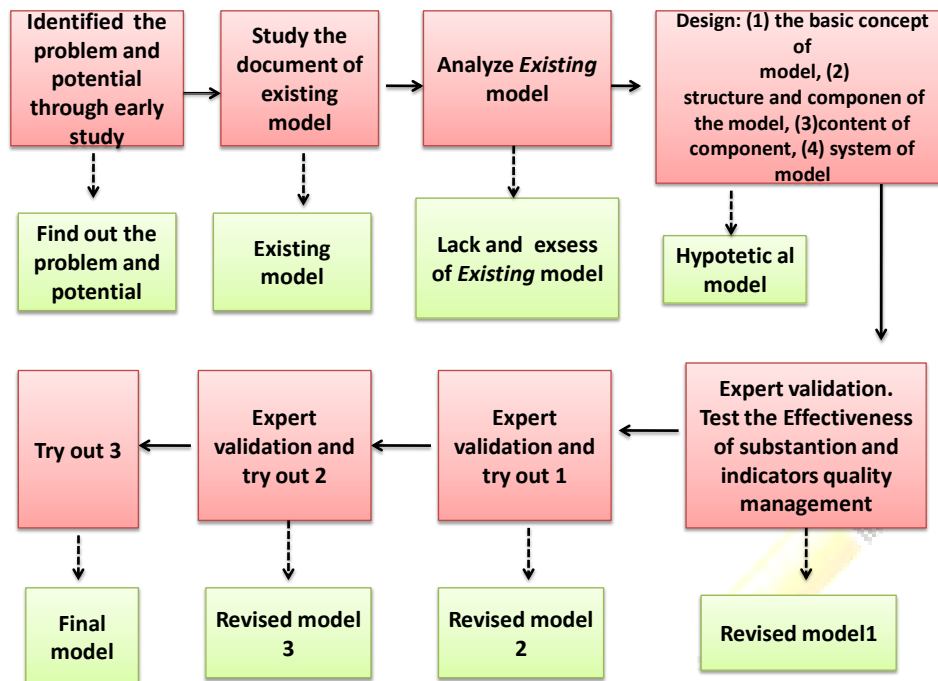 Identified the
problem and
potential
through early
study
Study the
document of
existing
model
Analyze Existing
model
Design: (1) the basic concept
of
model, (2)
structure and componen of
the model, (3)content of
component, (4) system of
model
Find out the
problem and
potential
Existing
model
Lack and exsess
of Existing model
Hypotetic al
model
Try out 3
Expert
validation and
try out 2
Expert
validation and
try out 1
Expert validation.
Test the Effectiveness
of substantion and
indicators quality
management
Final
model
Revised model
3
Revised model
2
Revised model1